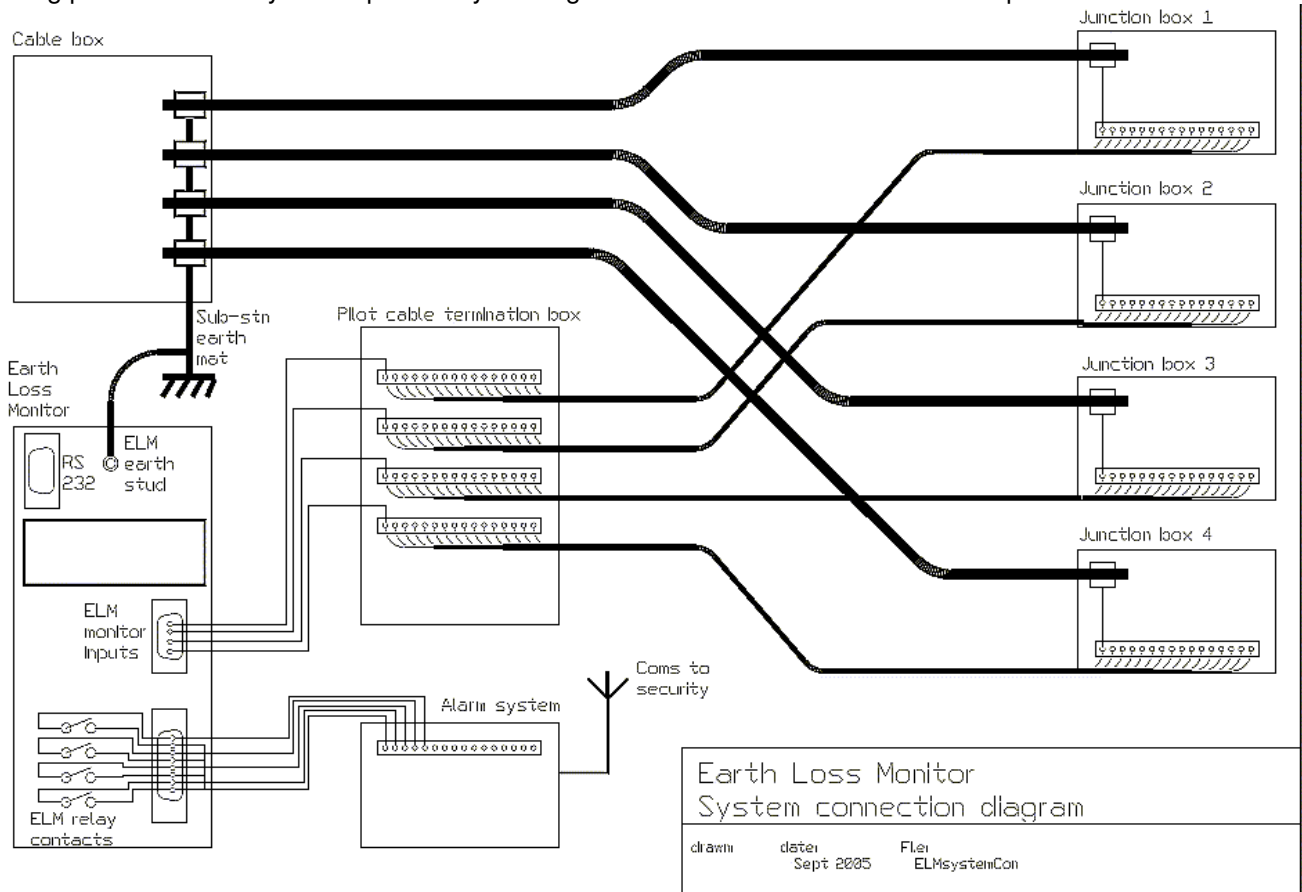 Junction box 1
Cable box
Junction box 2
Sub-stn
earth
mat
Pilot cable termination box
Earth
Loss
Monitor
Junction box 3
RS
232
ELM
earth
stud
Junction box 4
ELM
monitor
Inputs
Coms to
security
Alarm system
ELM relay
contacts
Earth Loss Monitor
System connection diagram
drawn:
date:
File:
Sept 2005
ELMsystemCon